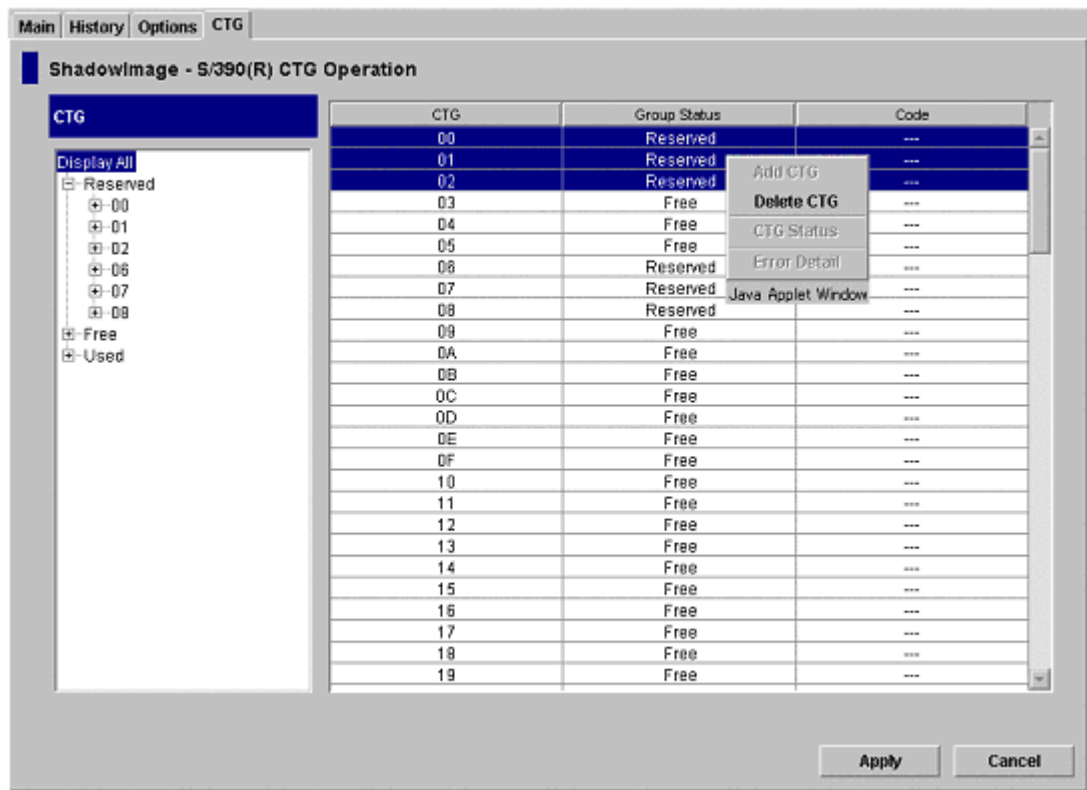 Main History Options CTG
ShadowImage - S/390(R) CTG Operation
CTG
Display All
Reserved
00
01
02
06
07
08
Free
Used
CTG Group Status Code
00 Reserved ---
01 Reserved ---
02 Reserved ---
03 Free ---
04 Free
05 Free
06 Reserved
07 Reserved
08 Reserved ---
09 Free ---
0A Free ---
0B Free ---
0C Free ---
0D Free ---
0E Free ---
0F Free ---
10 Free ---
11 Free ---
12 Free ---
13 Free ---
14 Free ---
15 Free ---
16 Free ---
17 Free ---
18 Free ---
19 Free ---
Add CTG
Delete CTG
CTG Status
Error Detail
Java Applet Window
Apply Cancel